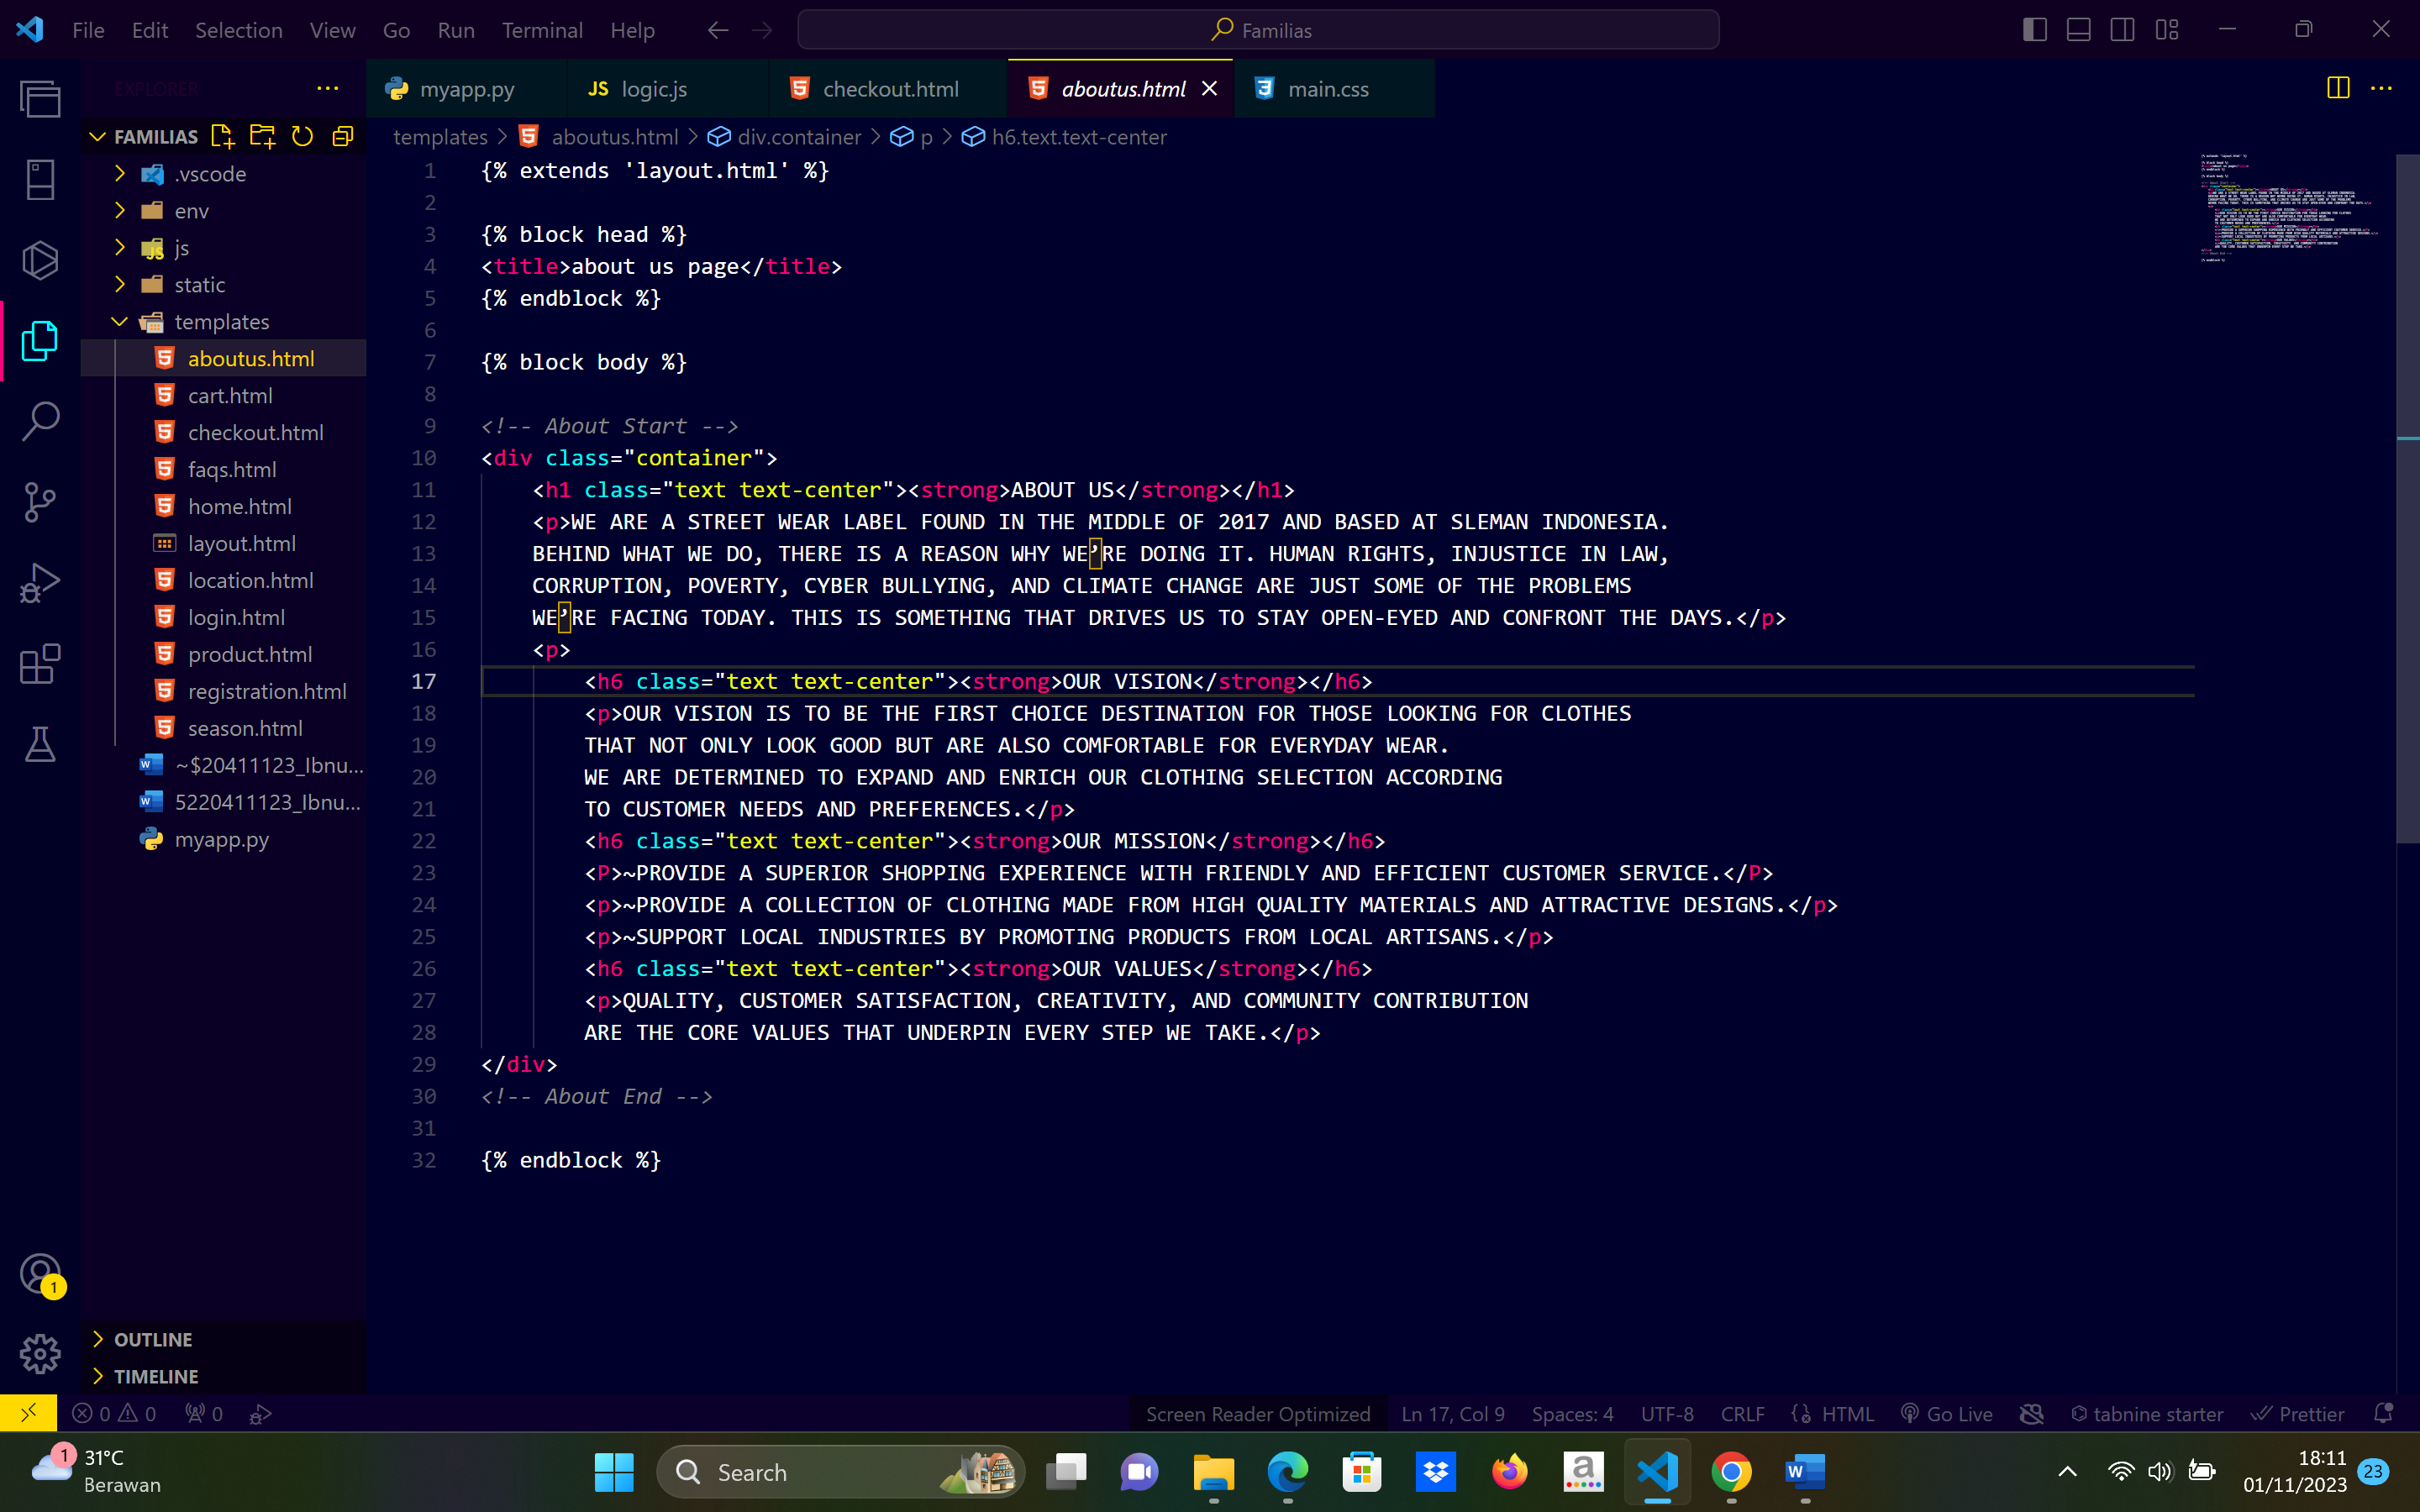 File Edit Selection View Go Run Terminal Help Familias
EXPLORER
myapp.py JS logic.js checkout.html aboutus.html main.css
FAMILIAS
templates > aboutus.html > div.container > p > h6.text.text-center
.vscode
env
js
static
templates
aboutus.html
cart.html
checkout.html
faqs.html
home.html
layout.html
location.html
login.html
product.html
registration.html
season.html
~$20411123_Ibnu...
5220411123_Ibnu...
myapp.py
OUTLINE
TIMELINE
1 {% extends 'layout.html' %}
2
3 {% block head %}
4 <title>about us page</title>
5 {% endblock %}
6
7 {% block body %}
8
9 <!-- About Start -->
10 <div class="container">
11 <h1 class="text text-center"><strong>ABOUT US</strong></h1>
12 <p>WE ARE A STREET WEAR LABEL FOUND IN THE MIDDLE OF 2017 AND BASED AT SLEMAN INDONESIA.
13 BEHIND WHAT WE DO, THERE IS A REASON WHY WE’RE DOING IT. HUMAN RIGHTS, INJUSTICE IN LAW,
14 CORRUPTION, POVERTY, CYBER BULLYING, AND CLIMATE CHANGE ARE JUST SOME OF THE PROBLEMS
15 WE’RE FACING TODAY. THIS IS SOMETHING THAT DRIVES US TO STAY OPEN-EYED AND CONFRONT THE DAYS.</p>
16 <p>
17 <h6 class="text text-center"><strong>OUR VISION</strong></h6>
18 <p>OUR VISION IS TO BE THE FIRST CHOICE DESTINATION FOR THOSE LOOKING FOR CLOTHES
19 THAT NOT ONLY LOOK GOOD BUT ARE ALSO COMFORTABLE FOR EVERYDAY WEAR.
20 WE ARE DETERMINED TO EXPAND AND ENRICH OUR CLOTHING SELECTION ACCORDING
21 TO CUSTOMER NEEDS AND PREFERENCES.</p>
22 <h6 class="text text-center"><strong>OUR MISSION</strong></h6>
23 <P>~PROVIDE A SUPERIOR SHOPPING EXPERIENCE WITH FRIENDLY AND EFFICIENT CUSTOMER SERVICE.</P>
24 <p>~PROVIDE A COLLECTION OF CLOTHING MADE FROM HIGH QUALITY MATERIALS AND ATTRACTIVE DESIGNS.</p>
25 <p>~SUPPORT LOCAL INDUSTRIES BY PROMOTING PRODUCTS FROM LOCAL ARTISANS.</p>
26 <h6 class="text text-center"><strong>OUR VALUES</strong></h6>
27 <p>QUALITY, CUSTOMER SATISFACTION, CREATIVITY, AND COMMUNITY CONTRIBUTION
28 ARE THE CORE VALUES THAT UNDERPIN EVERY STEP WE TAKE.</p>
29 </div>
30 <!-- About End -->
31
32 {% endblock %}
1
0 0 0 Screen Reader Optimized Ln 17, Col 9 Spaces: 4 UTF-8 CRLF HTML Go Live tabnine starter Prettier
1 31°C
Berawan
Search
18:11
01/11/2023 23